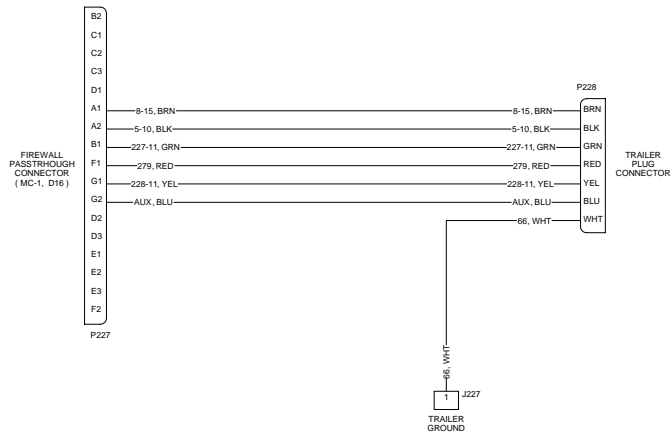 B2
C1
C2
C3
D1
P228
A1 8-15, BRN 8-15, BRN BRN
A2 5-10, BLK 5-10, BLK BLK
B1 227-11, GRN 227-11, GRN GRN
F1 279, RED 279, RED RED
G1 228-11, YEL 228-11, YEL YEL
G2 AUX, BLU AUX, BLU BLU
D2 66, WHT WHT
D3
E1
E2
E3
F2
FIREWALL
PASSTRHOUGH
CONNECTOR
( MC-1, D16 )
TRAILER
PLUG
CONNECTOR
P227
66, WHT
1 J227
TRAILER
GROUND